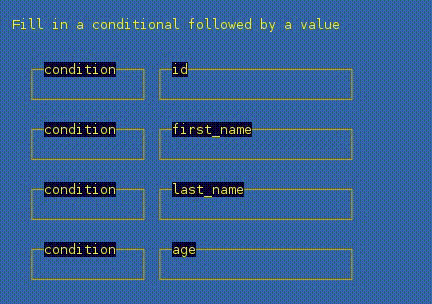 Fill in a conditional followed by a value
condition id
condition first_name
condition last_name
condition age